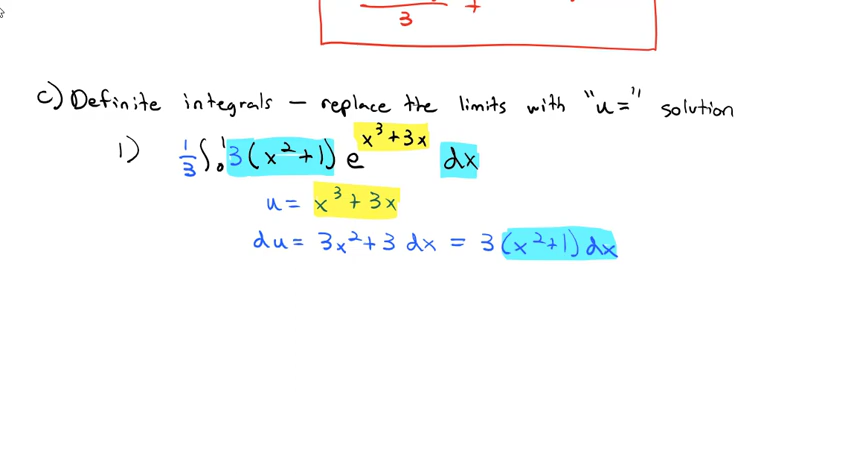 3 +
c) Definite integrals — replace the limits with "u=" solution
1) 1/3 ∫₀¹ 3(x²+1) e^(x³+3x) dx
u = x³+3x
du = 3x²+3 dx = 3(x²+1)dx